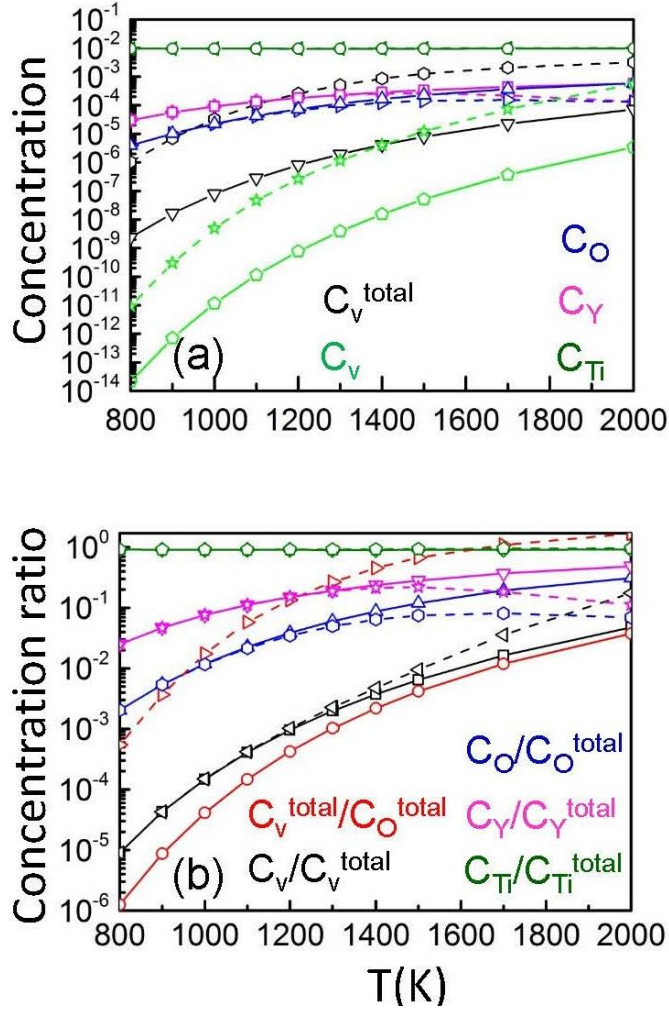 10⁻¹
10⁻²
10⁻³
10⁻⁴
10⁻⁵
10⁻⁶
10⁻⁷
10⁻⁸
10⁻⁹
10⁻¹⁰
10⁻¹¹
10⁻¹²
10⁻¹³
10⁻¹⁴
Concentration
C_O
C_v^total C_Y
(a) C_v C_Ti
800 1000 1200 1400 1600 1800 2000
10⁰
10⁻¹
10⁻²
10⁻³
10⁻⁴
10⁻⁵
10⁻⁶
Concentration ratio
C_O/C_O^total
C_v^total/C_O^total C_Y/C_Y^total
(b) C_v/C_v^total C_Ti/C_Ti^total
800 1000 1200 1400 1600 1800 2000
T(K)